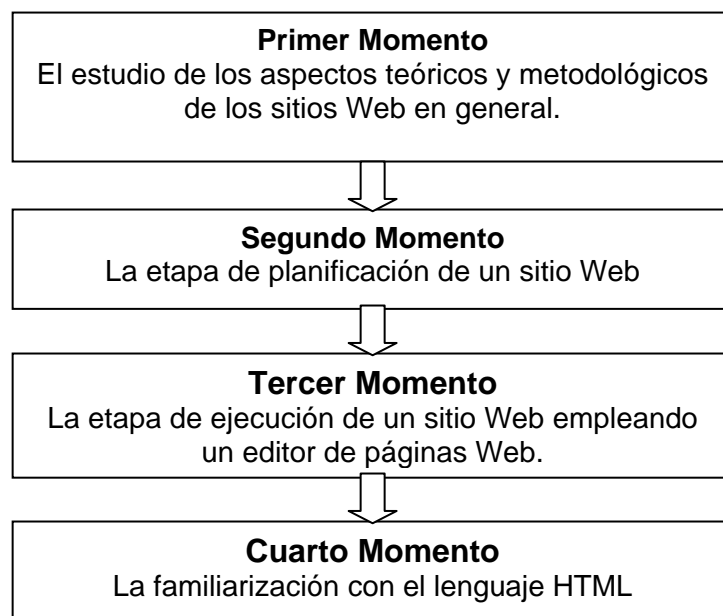 Primer Momento
El estudio de los aspectos teóricos y metodológicos
de los sitios Web en general.
Segundo Momento
La etapa de planificación de un sitio Web
Tercer Momento
La etapa de ejecución de un sitio Web empleando
un editor de páginas Web.
Cuarto Momento
La familiarización con el lenguaje HTML